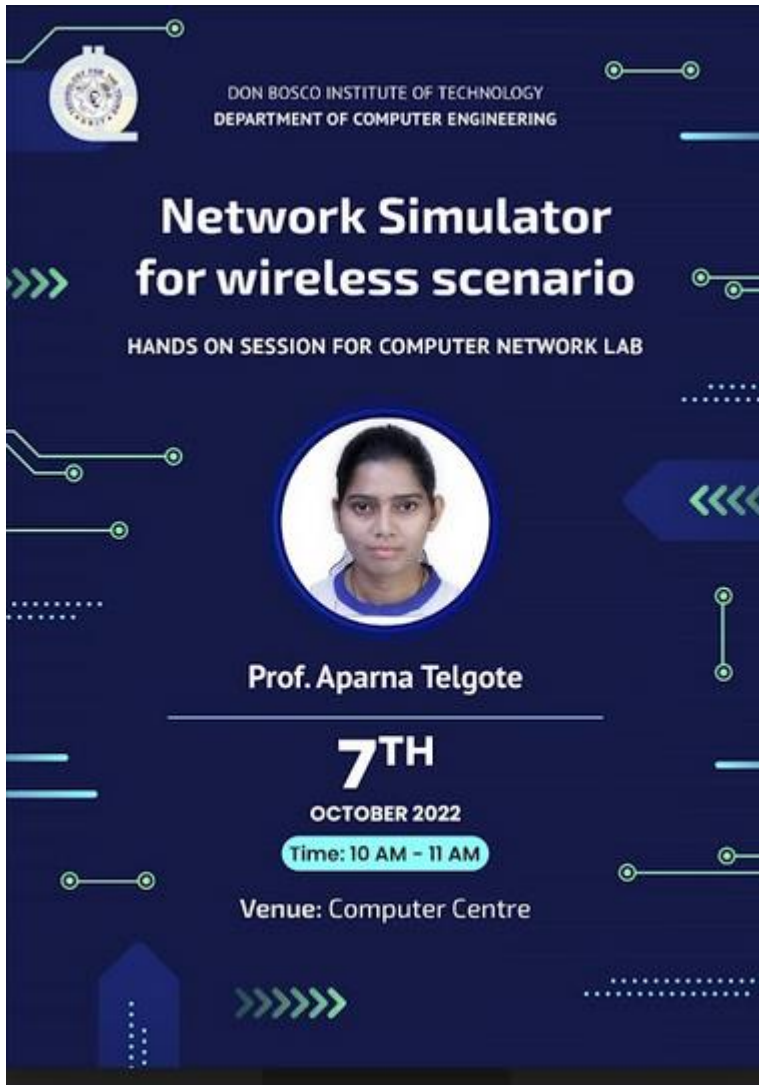 DON BOSCO INSTITUTE OF TECHNOLOGY
DEPARTMENT OF COMPUTER ENGINEERING
Network Simulator
for wireless scenario
HANDS ON SESSION FOR COMPUTER NETWORK LAB
Prof. Aparna Telgote
7TH
OCTOBER 2022
Time: 10 AM - 11 AM
Venue: Computer Centre